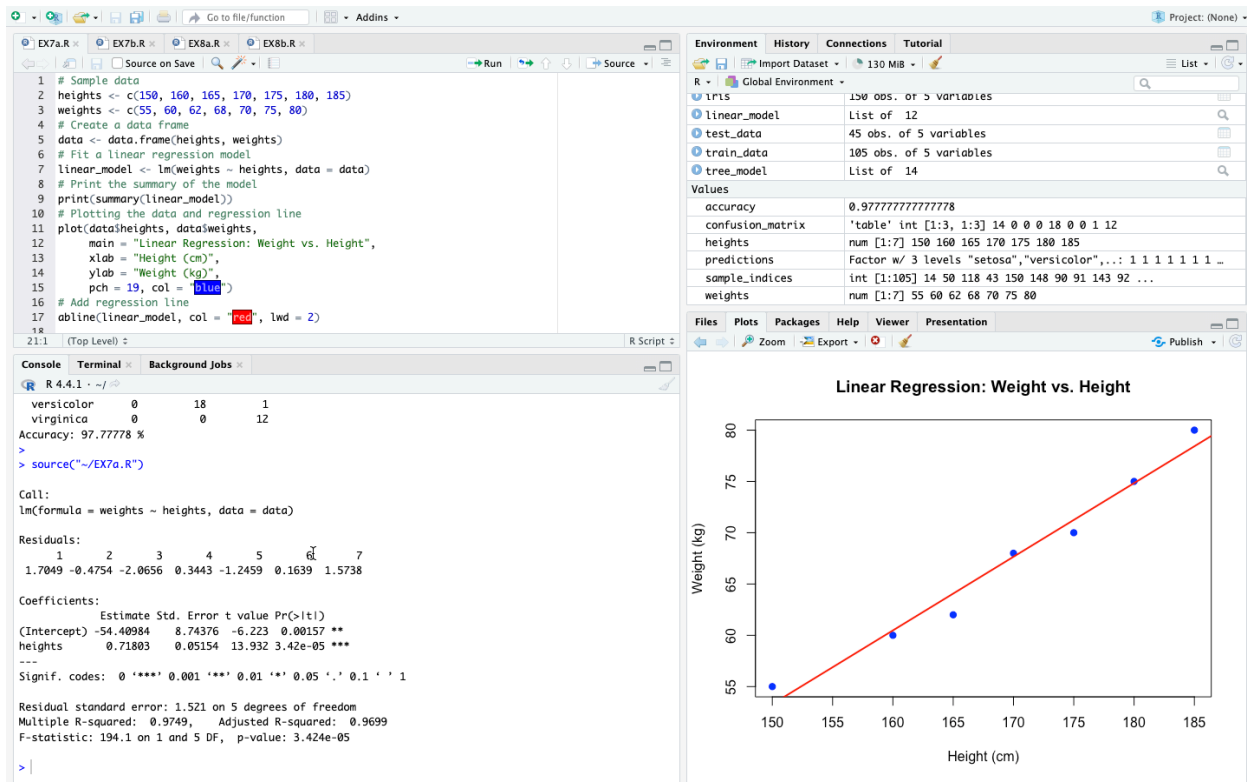 Go to file/function
Addins
Project: (None)
EX7a.R
EX7b.R
EX8a.R
EX8b.R
Source on Save
Run
Source
1 # Sample data
2 heights <- c(150, 160, 165, 170, 175, 180, 185)
3 weights <- c(55, 60, 62, 68, 70, 75, 80)
4 # Create a data frame
5 data <- data.frame(heights, weights)
6 # Fit a linear regression model
7 linear_model <- lm(weights ~ heights, data = data)
8 # Print the summary of the model
9 print(summary(linear_model))
10 # Plotting the data and regression line
11 plot(data$heights, data$weights,
12 main = "Linear Regression: Weight vs. Height",
13 xlab = "Height (cm)",
14 ylab = "Weight (kg)",
15 pch = 19, col = "blue")
16 # Add regression line
17 abline(linear_model, col = "red", lwd = 2)
18
21:1 (Top Level) R Script
Console Terminal Background Jobs
R 4.4.1 · ~/
versicolor 0 18 1
virginica 0 0 12
Accuracy: 97.77778 %
>
> source("~/EX7a.R")
Call:
lm(formula = weights ~ heights, data = data)
Residuals:
1 2 3 4 5 6 7
1.7049 -0.4754 -2.0656 0.3443 -1.2459 0.1639 1.5738
Coefficients:
Estimate Std. Error t value Pr(>|t|)
(Intercept) -54.40984 8.74376 -6.223 0.00157 **
heights 0.71803 0.05154 13.932 3.42e-05 ***
---
Signif. codes: 0 ‘***’ 0.001 ‘**’ 0.01 ‘*’ 0.05 ‘.’ 0.1 ‘ ’ 1
Residual standard error: 1.521 on 5 degrees of freedom
Multiple R-squared: 0.9749, Adjusted R-squared: 0.9699
F-statistic: 194.1 on 1 and 5 DF, p-value: 3.424e-05
>
Environment History Connections Tutorial
Import Dataset 130 MiB List
R Global Environment
iris 150 obs. of 5 variables
linear_model List of 12
test_data 45 obs. of 5 variables
train_data 105 obs. of 5 variables
tree_model List of 14
Values
accuracy 0.977777777777778
confusion_matrix 'table' int [1:3, 1:3] 14 0 0 0 18 0 0 1 12
heights num [1:7] 150 160 165 170 175 180 185
predictions Factor w/ 3 levels "setosa","versicolor",..: 1 1 1 1 1 1 1 …
sample_indices int [1:105] 14 50 118 43 150 148 90 91 143 92 ...
weights num [1:7] 55 60 62 68 70 75 80
Files Plots Packages Help Viewer Presentation
Zoom Export Publish
Linear Regression: Weight vs. Height
Weight (kg)
80
75
70
65
60
55
150 155 160 165 170 175 180 185
Height (cm)